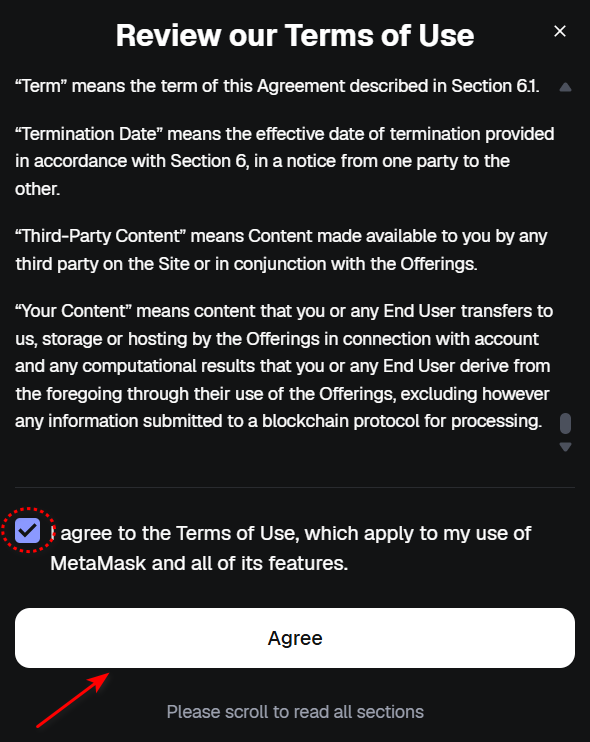 Review our Terms of Use
“Term” means the term of this Agreement described in Section 6.1.
“Termination Date” means the effective date of termination provided
in accordance with Section 6, in a notice from one party to the
other.
“Third-Party Content” means Content made available to you by any
third party on the Site or in conjunction with the Offerings.
“Your Content” means content that you or any End User transfers to
us, storage or hosting by the Offerings in connection with account
and any computational results that you or any End User derive from
the foregoing through their use of the Offerings, excluding however
any information submitted to a blockchain protocol for processing.
I agree to the Terms of Use, which apply to my use of
MetaMask and all of its features.
Agree
Please scroll to read all sections